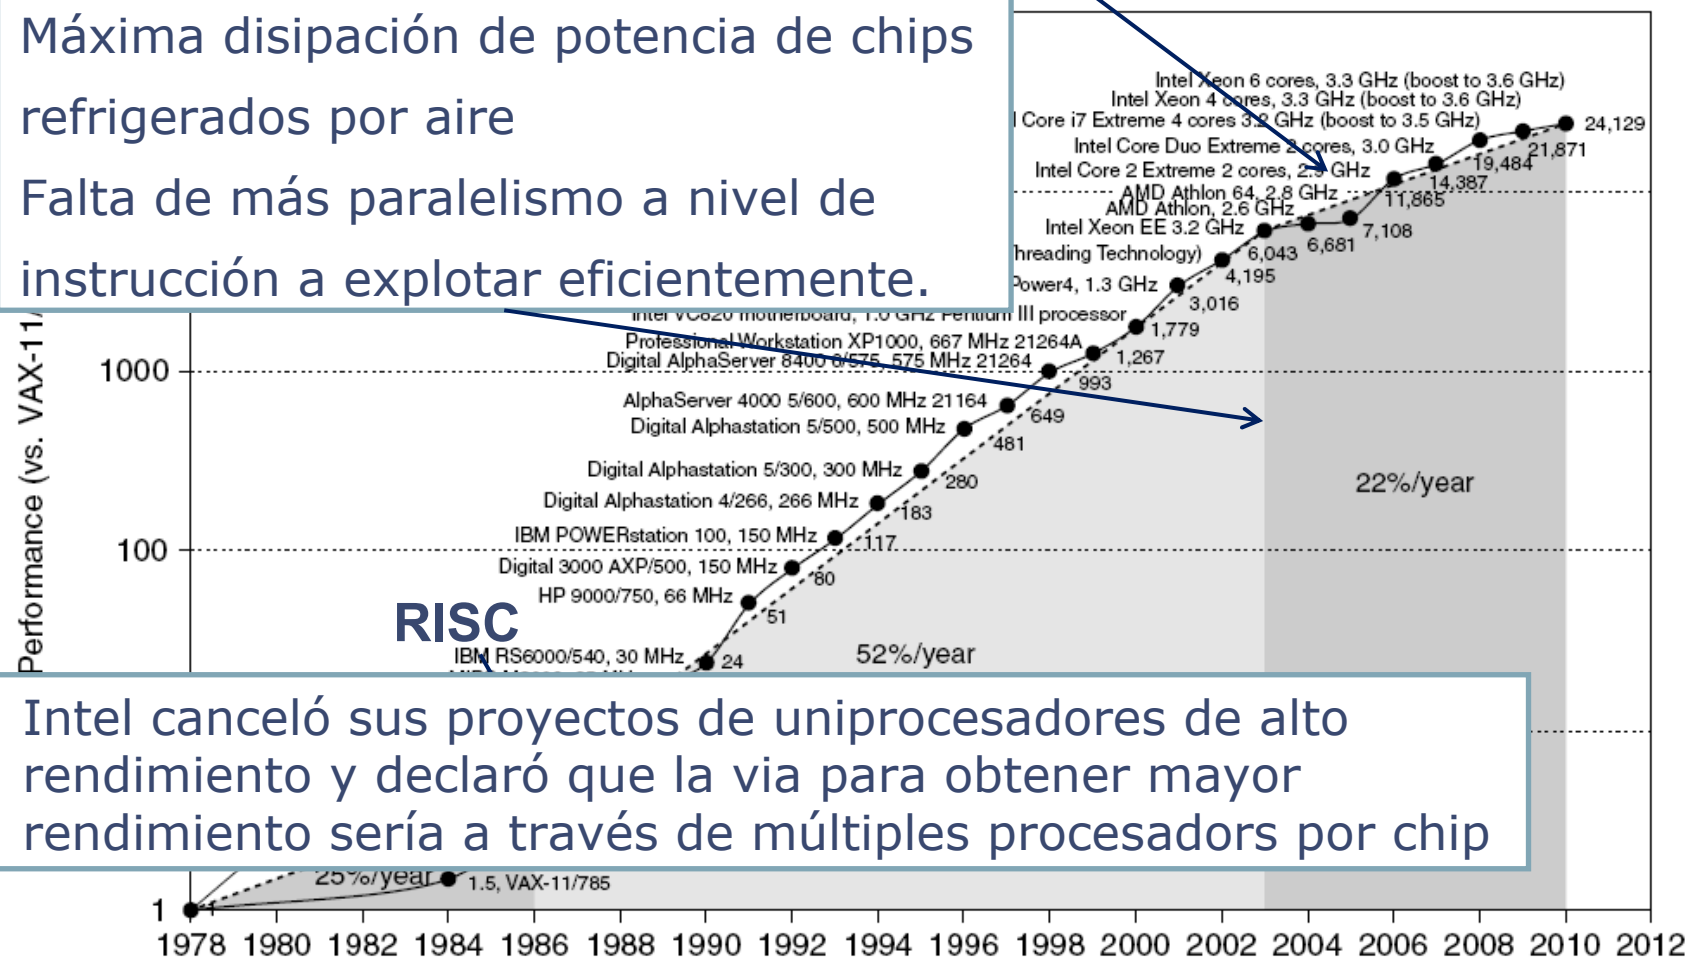 Máxima disipación de potencia de chips
refrigerados por aire
Falta de más paralelismo a nivel de
instrucción a explotar eficientemente.
Intel Xeon 6 cores, 3.3 GHz (boost to 3.6 GHz)
Intel Xeon 4 cores, 3.3 GHz (boost to 3.6 GHz)
Core i7 Extreme 4 cores 3.2 GHz (boost to 3.5 GHz)
24,129
Intel Core Duo Extreme 2 cores, 3.0 GHz
21,871
Intel Core 2 Extreme 2 cores, 2.9 GHz
19,484
AMD Athlon 64, 2.8 GHz
14,387
AMD Athlon, 2.6 GHz
11,865
Intel Xeon EE 3.2 GHz
7,108
6,681
hreading Technology)
6,043
4,195
Power4, 1.3 GHz
3,016
Intel VC820 motherboard, 1.0 GHz Pentium III processor
1,779
Professional Workstation XP1000, 667 MHz 21264A
1,267
Digital AlphaServer 8400 6/575, 575 MHz 21264
993
1000
AlphaServer 4000 5/600, 600 MHz 21164
649
Digital Alphastation 5/500, 500 MHz
481
Digital Alphastation 5/300, 300 MHz
280
22%/year
Digital Alphastation 4/266, 266 MHz
183
IBM POWERstation 100, 150 MHz
117
100
Digital 3000 AXP/500, 150 MHz
80
HP 9000/750, 66 MHz
51
RISC
IBM RS6000/540, 30 MHz
24
52%/year
Performance (vs. VAX-11/
Intel canceló sus proyectos de uniprocesadores de alto
rendimiento y declaró que la via para obtener mayor
rendimiento sería a través de múltiples procesadors por chip
25%/year
1.5, VAX-11/785
1
1978 1980 1982 1984 1986 1988 1990 1992 1994 1996 1998 2000 2002 2004 2006 2008 2010 2012